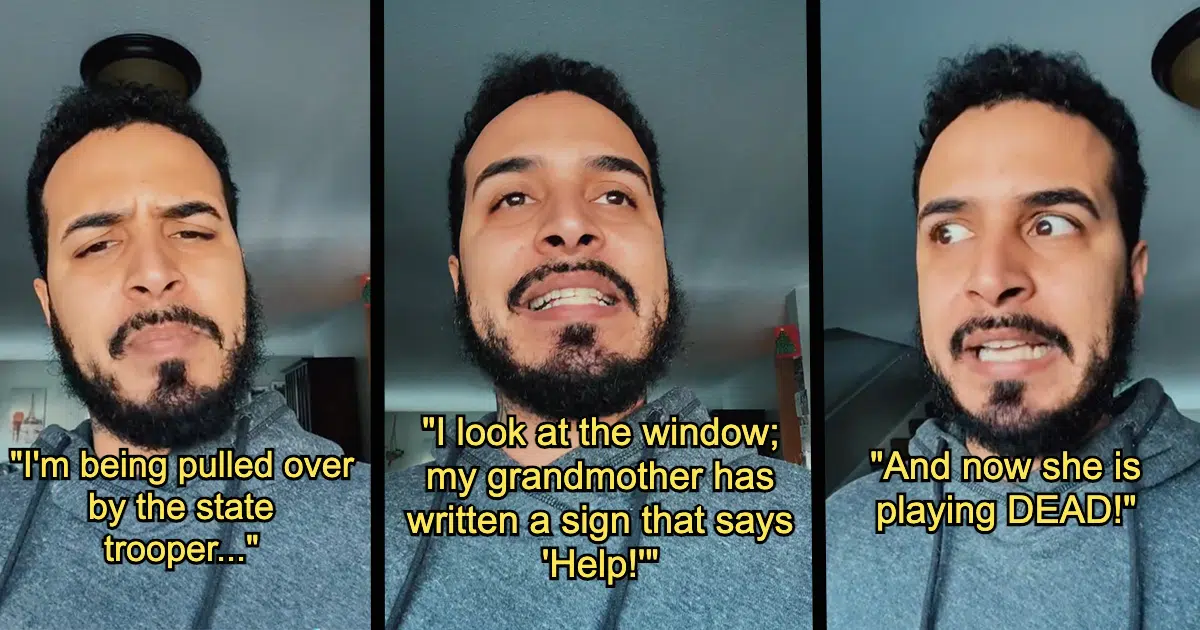 "I'm being pulled over
by the state
trooper..."
"I look at the window;
my grandmother has
written a sign that says
'Help!'"
"And now she is
playing DEAD!"